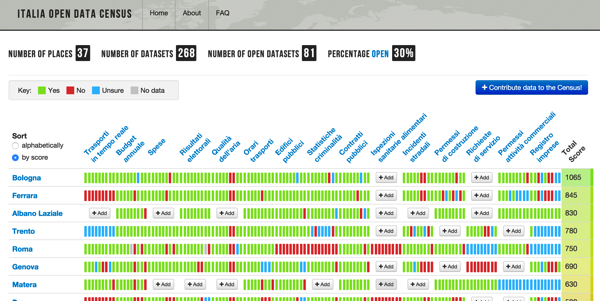 ITALIA OPEN DATA CENSUS Home About FAQ
NUMBER OF PLACES 37 NUMBER OF DATASETS 268 NUMBER OF OPEN DATASETS 81 PERCENTAGE OPEN 30%
Key: Yes No Unsure No data
+ Contribute data to the Census!
Sort
alphabetically
by score
Trasporti in tempo reale
Budget annuale
Spese
Risultati elettorali
Qualità dell'aria
Orari trasporti
Edifici pubblici
Statistiche criminalità
Contratti pubblici
Ispezioni sanitarie alimentari
Incidenti stradali
Permessi di costruzione
Richieste di servizio
Permessi attività commerciali
Registro imprese
Total Score
Bologna + Add + Add 1065
Ferrara + Add 845
Albano Laziale + Add + Add + Add + Add + Add + Add 830
Trento + Add + Add + Add 780
Roma 750
Genova + Add + Add 690
Matera + Add + Add + Add + Add + Add 630